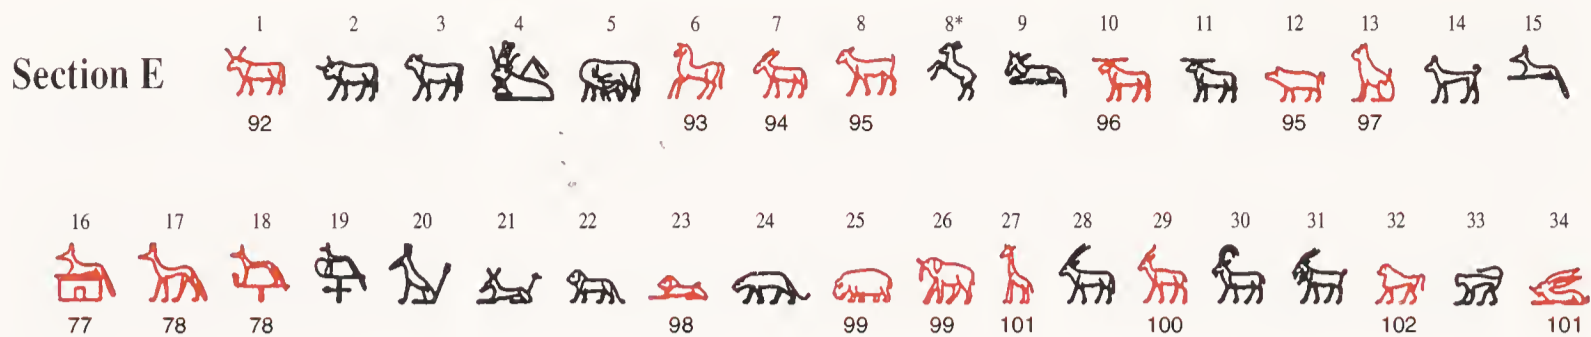 1 2 3 4 5 6 7 8 8* 9 10 11 12 13 14 15
Section E
92 93 94 95 96 95 97
16 17 18 19 20 21 22 23 24 25 26 27 28 29 30 31 32 33 34
77 78 78 98 99 99 101 100 102 101